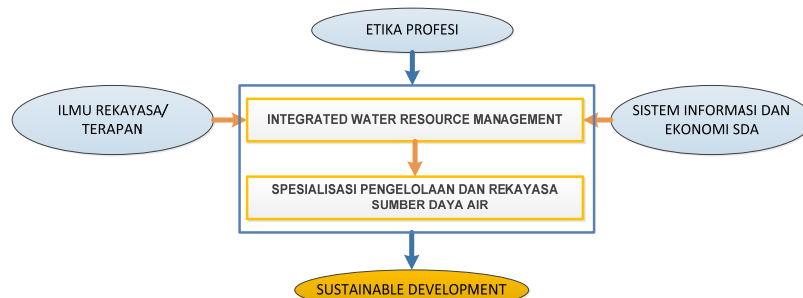 ETIKA PROFESI
ILMU REKAYASA/
TERAPAN
INTEGRATED WATER RESOURCE MANAGEMENT
SISTEM INFORMASI DAN
EKONOMI SDA
SPESIALISASI PENGELOLAAN DAN REKAYASA
SUMBER DAYA AIR
SUSTAINABLE DEVELOPMENT